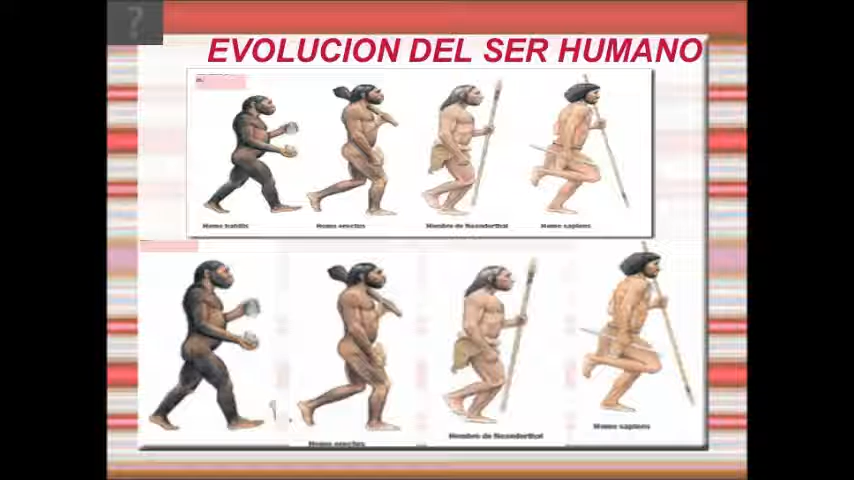 EVOLUCION DEL SER HUMANO
Homo habilis Homo erectus Hombre de Neanderthal Homo sapiens
Homo sapiens
Hombre de Neanderthal
Homo erectus